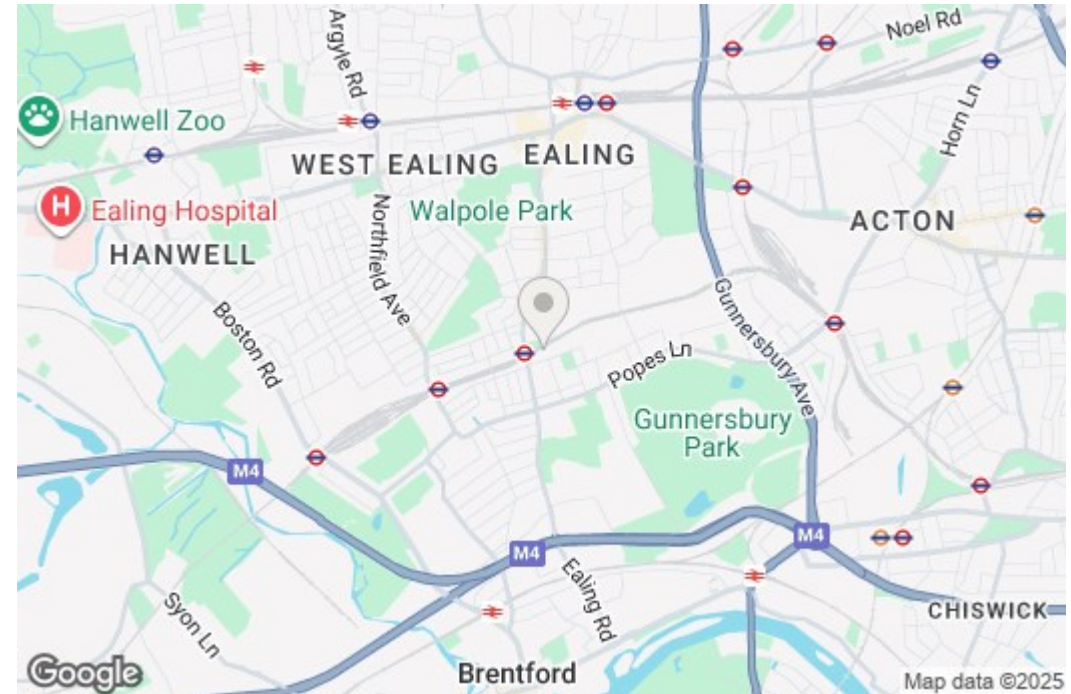 Noel Rd
Argyle Rd
Hanwell Zoo
Horn Ln
WEST EALING
EALING
H
Ealing Hospital
Walpole Park
ACTON
HANWELL
Northfield Ave
Gunnersbury Ave
Boston Rd
Popes Ln
Gunnersbury
Park
M4
M4
M4
Ealing Rd
Syon Ln
CHISWICK
Brentford
Google
Map data ©2025